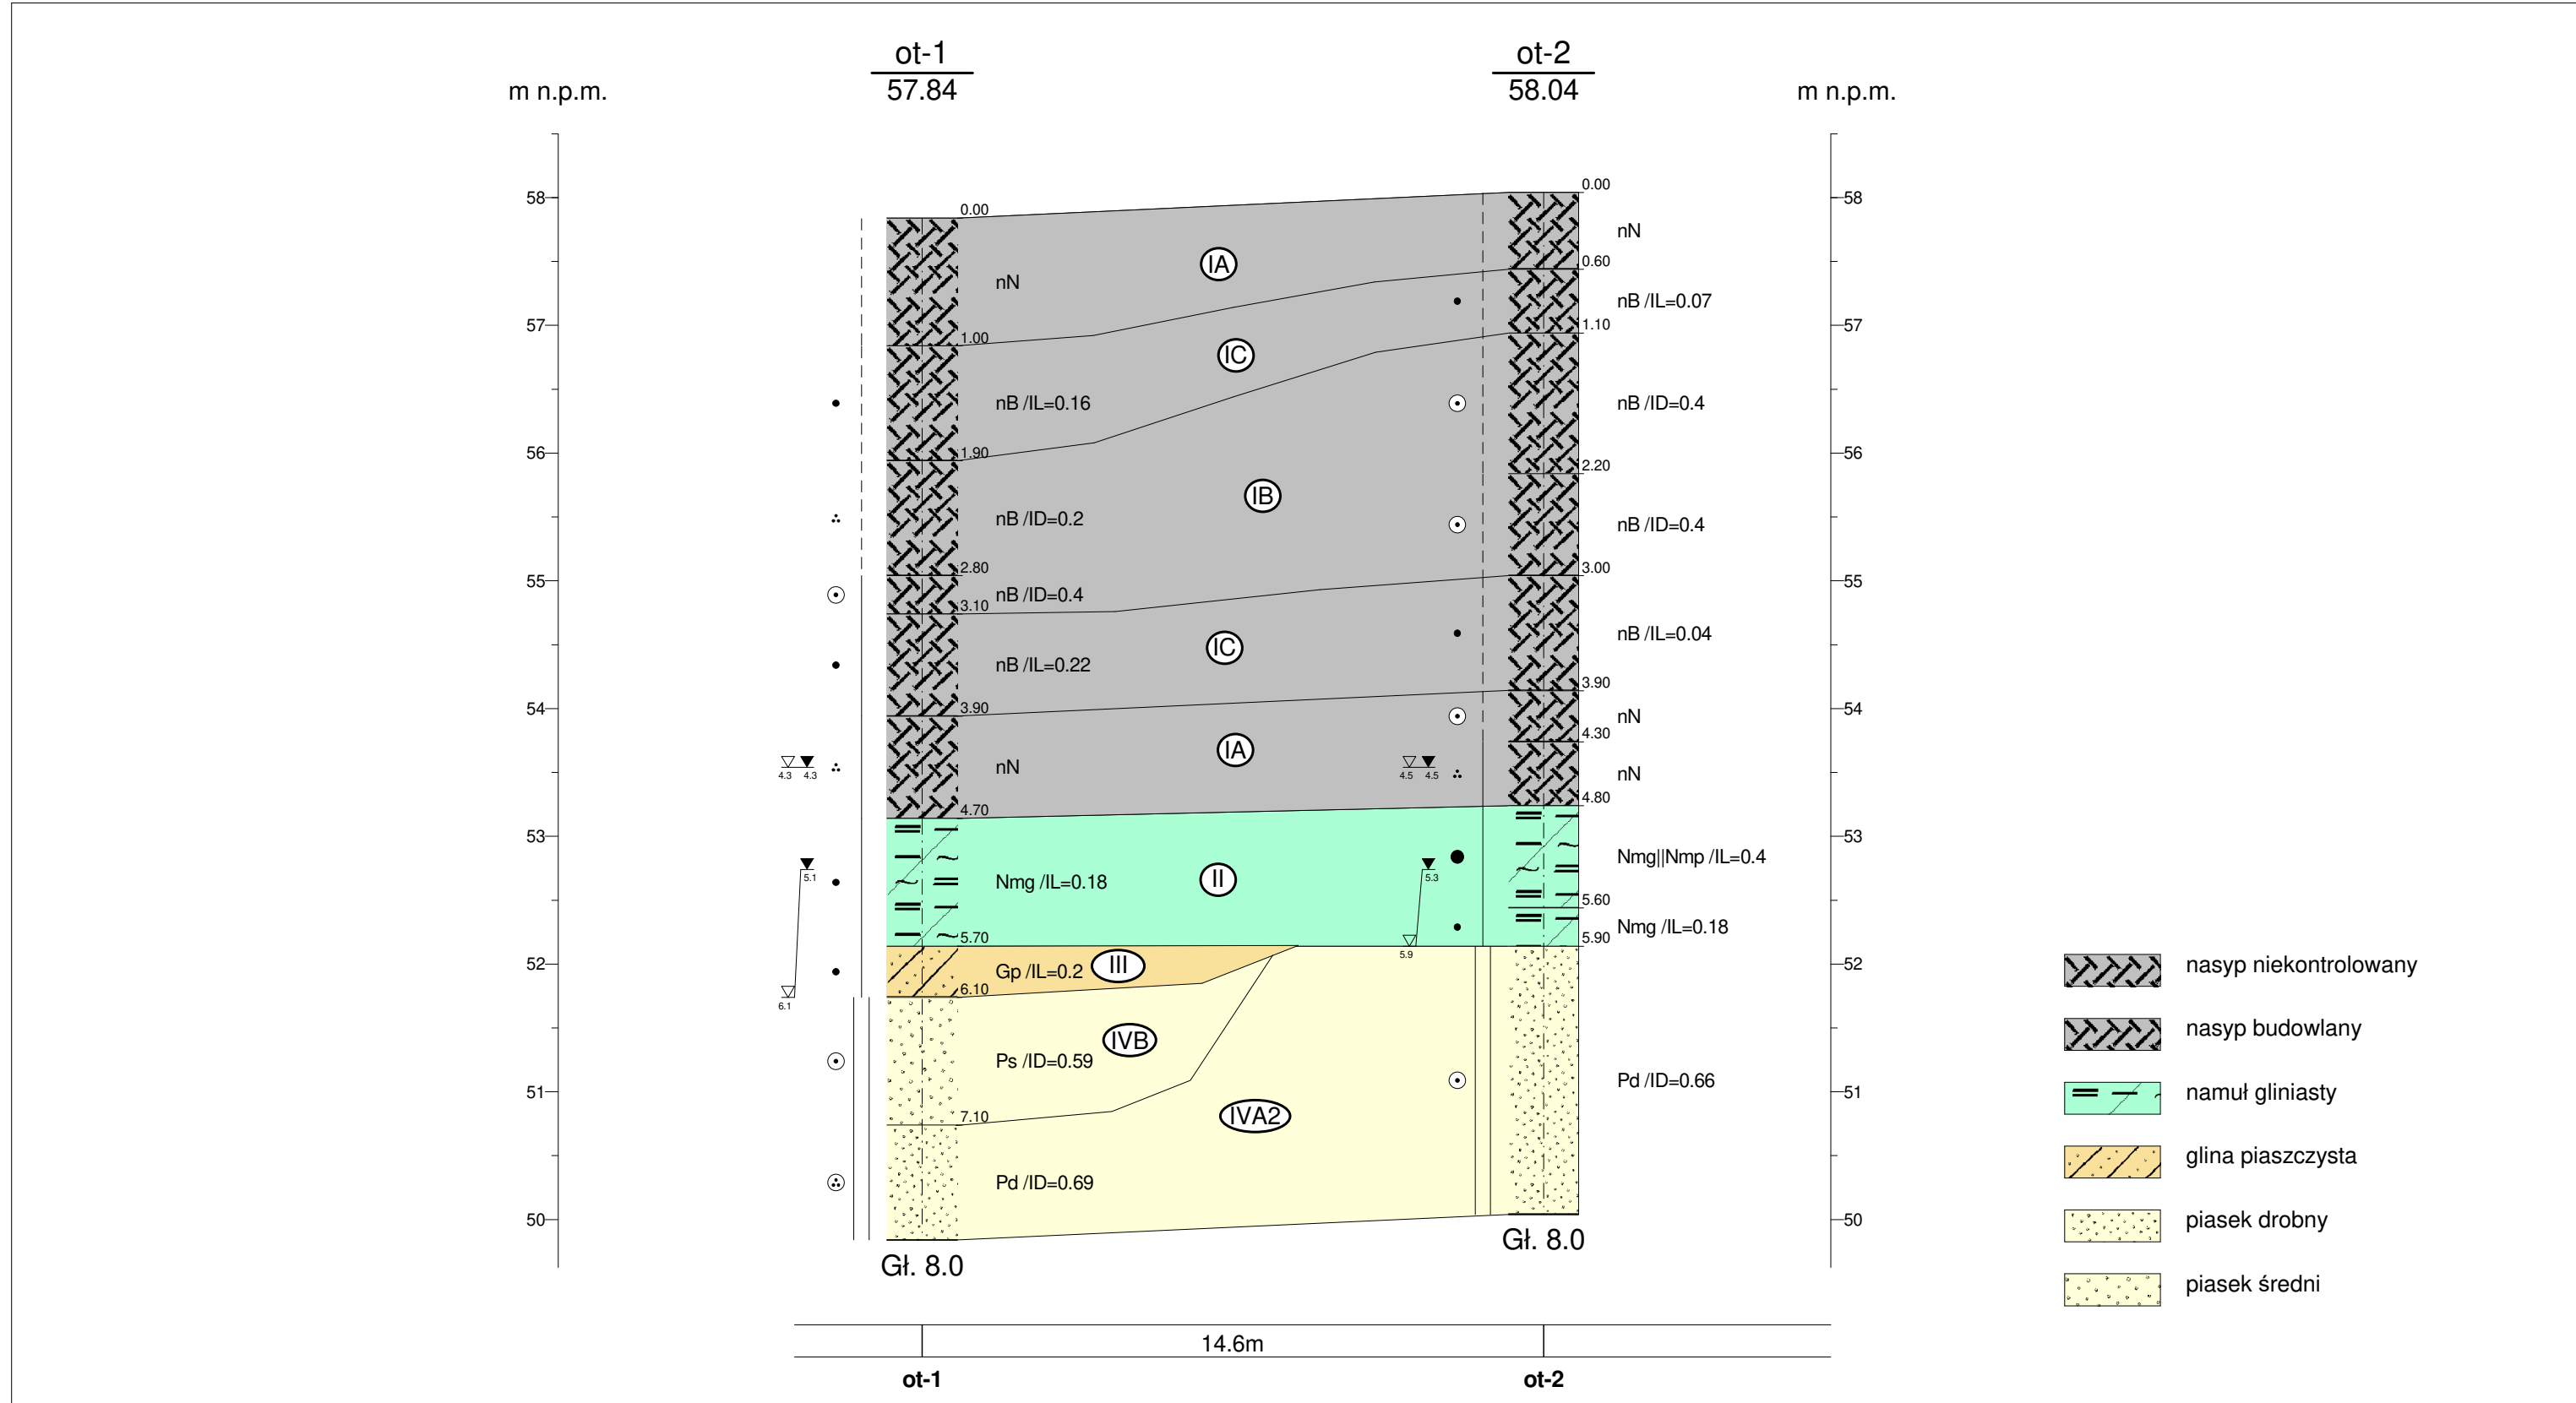 ot-1
57.84
ot-2
58.04
m n.p.m.
m n.p.m.
58
57
56
55
54
53
52
51
50
0.00
nN
1.00
nB /IL=0.16
1.90
nB /ID=0.2
2.80
nB /ID=0.4
3.10
nB /IL=0.22
3.90
nN
4.70
Nmg /IL=0.18
5.70
Gp /IL=0.2
6.10
Ps /ID=0.59
7.10
Pd /ID=0.69
Gł. 8.0
4.3 4.3
5.1
6.1
IA
IC
IB
IC
IA
II
III
IVB
IVA2
4.5 4.5
5.3
5.9
0.00
nN
0.60
nB /IL=0.07
1.10
nB /ID=0.4
2.20
nB /ID=0.4
3.00
nB /IL=0.04
3.90
nN
4.30
nN
4.80
Nmg||Nmp /IL=0.4
5.60
Nmg /IL=0.18
5.90
Pd /ID=0.66
Gł. 8.0
58
57
56
55
54
53
52
51
50
nasyp niekontrolowany
nasyp budowlany
namuł gliniasty
glina piaszczysta
piasek drobny
piasek średni
14.6m
ot-1
ot-2